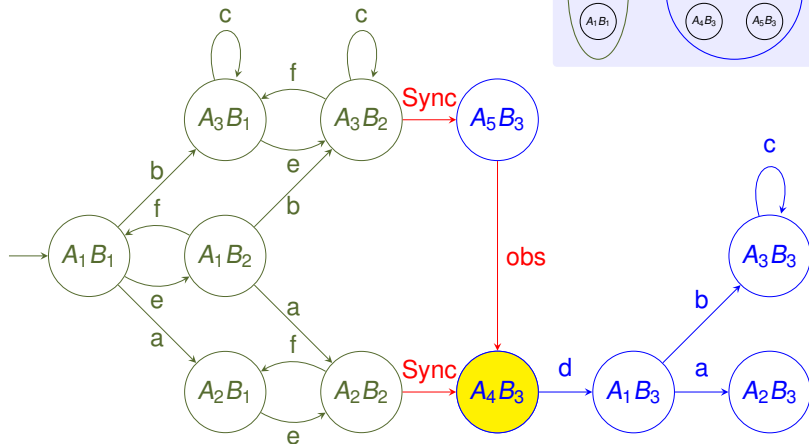 A₁B₁ A₄B₃ A₅B₃
c c
f
A₃B₁ A₃B₂ Sync A₅B₃
e
b b
c
f
A₁B₁ A₁B₂ obs A₃B₃
e
a a b
f Sync d a
A₂B₁ A₂B₂ A₄B₃ A₁B₃ A₂B₃
e